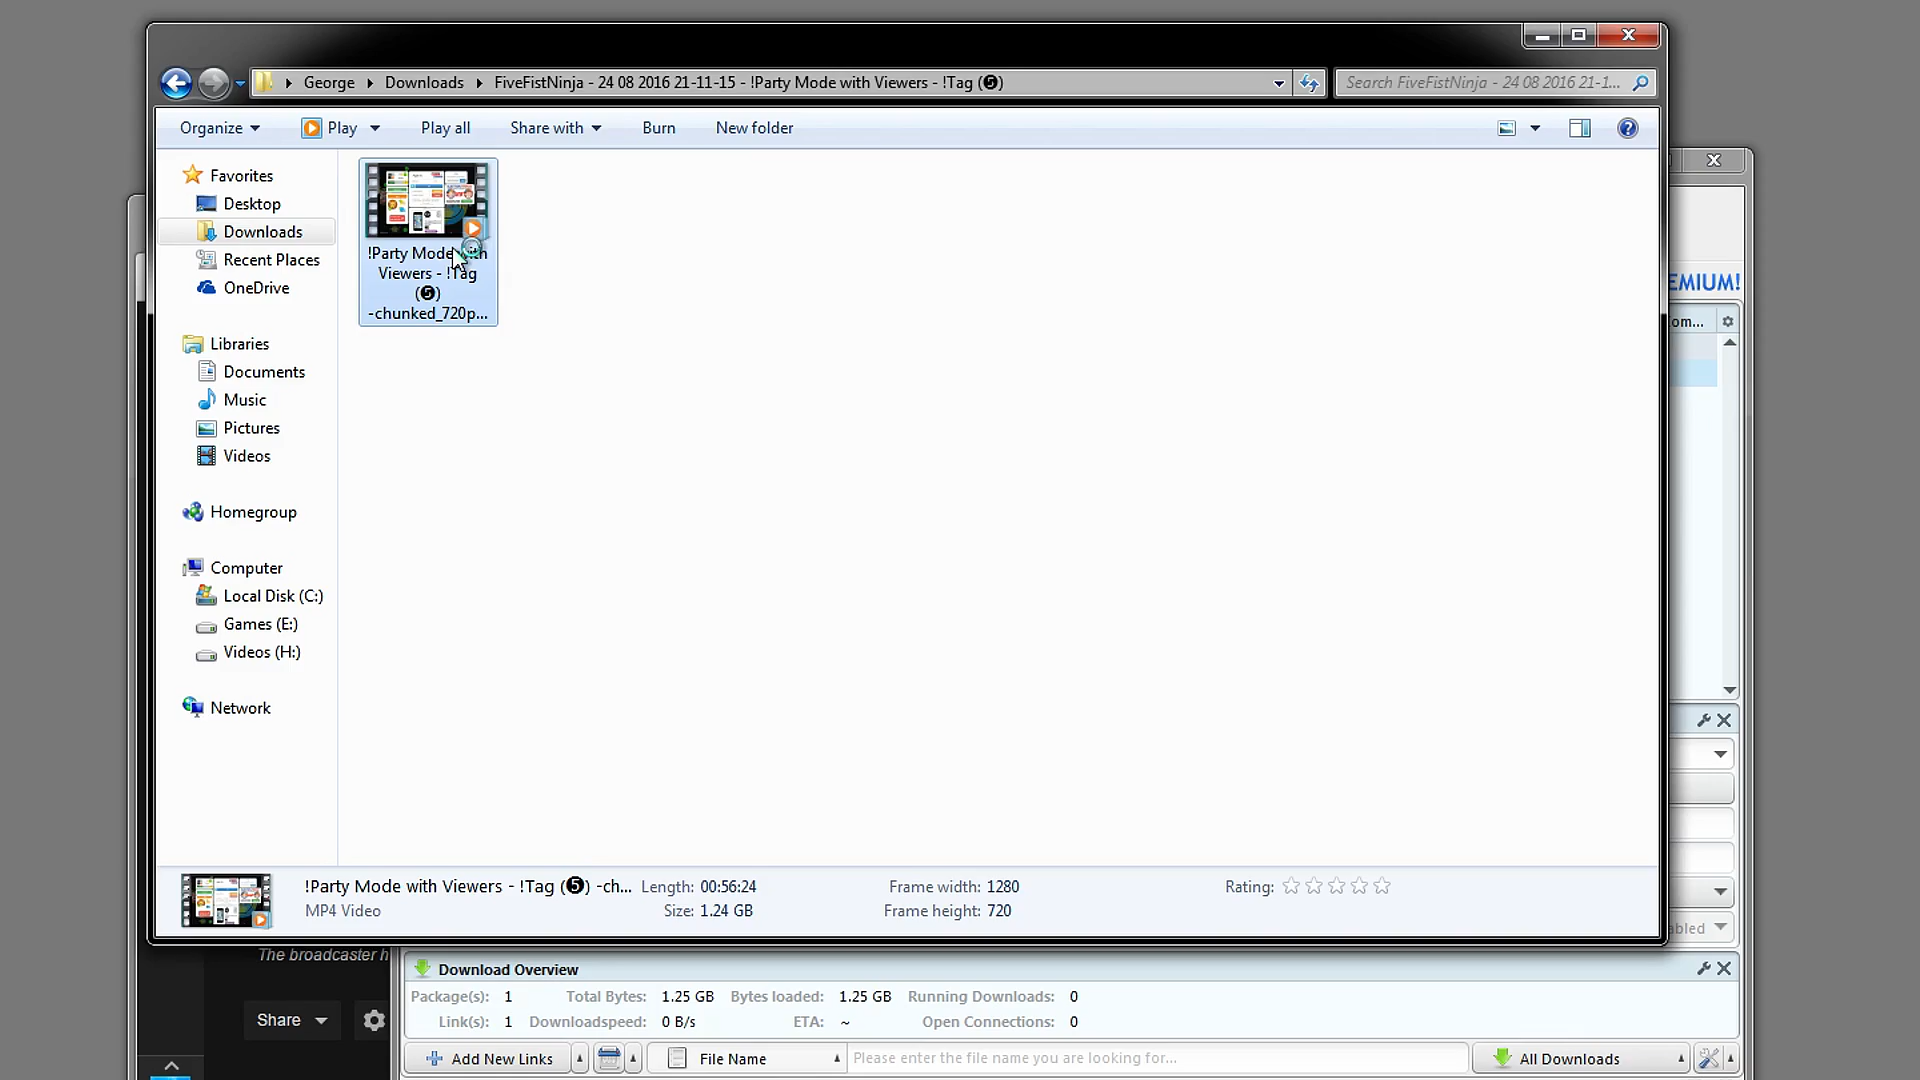 George ▸ Downloads ▸ FiveFistNinja - 24 08 2016 21-11-15 - !Party Mode with Viewers - !Tag (❺)
Search FiveFistNinja - 24 08 2016 21-1...
Organize
Play
Play all
Share with
Burn
New folder
Favorites
Desktop
Downloads
Recent Places
OneDrive
Libraries
Documents
Music
Pictures
Videos
Homegroup
Computer
Local Disk (C:)
Games (E:)
Videos (H:)
Network
!Party Mode with
Viewers - !Tag
(❺)
-chunked_720p...
EMIUM!
om...
abled
!Party Mode with Viewers - !Tag (❺) -ch...
MP4 Video
Length: 00:56:24
Size: 1.24 GB
Frame width: 1280
Frame height: 720
Rating:
The broadcaster h
Share
Download Overview
Package(s): 1 Total Bytes: 1.25 GB Bytes loaded: 1.25 GB Running Downloads: 0
Link(s): 1 Downloadspeed: 0 B/s ETA: ~ Open Connections: 0
Add New Links
File Name
Please enter the file name you are looking for...
All Downloads